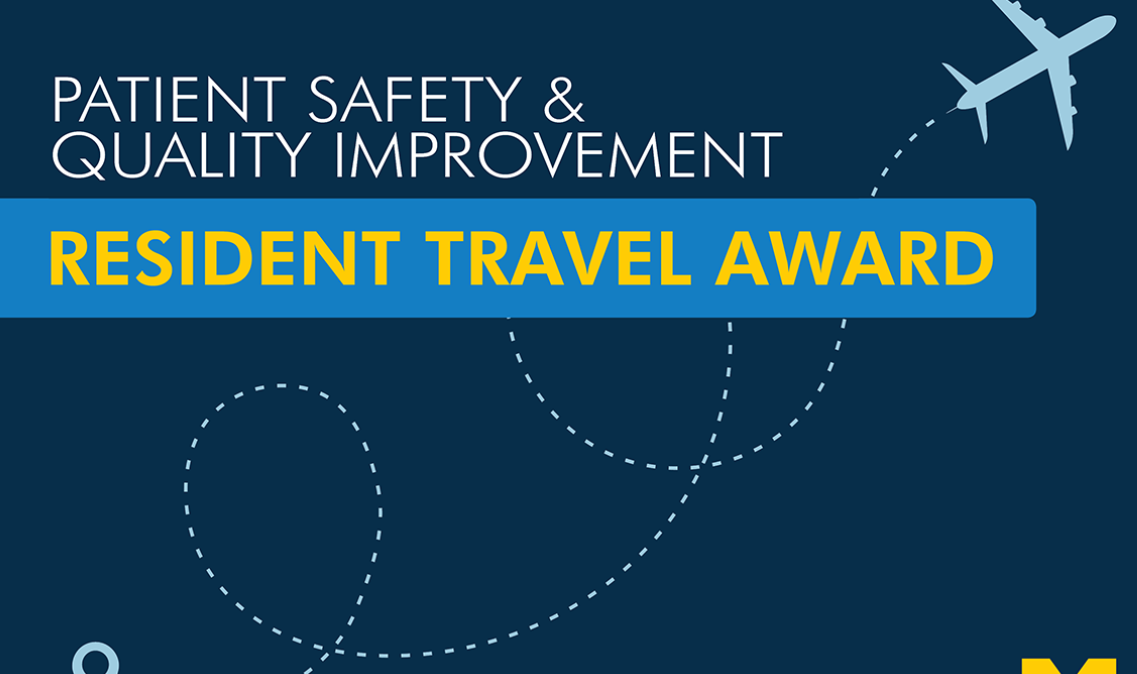 PATIENT SAFETY &
QUALITY IMPROVEMENT
RESIDENT TRAVEL AWARD
M